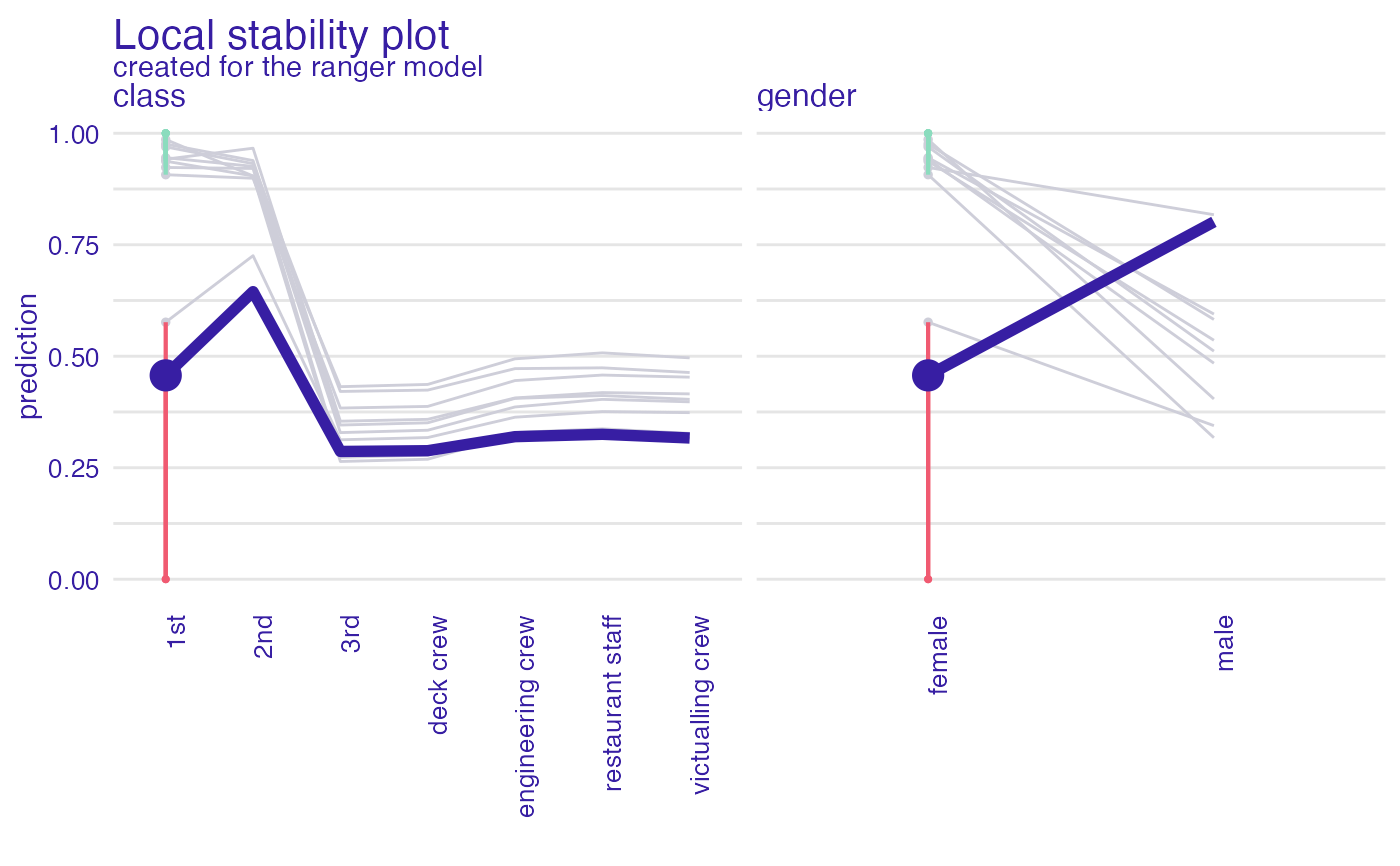 Local stability plot
created for the ranger model
class
gender
prediction
1.00
0.75
0.50
0.25
0.00
1st
2nd
3rd
deck crew
engineering crew
restaurant staff
victualling crew
female
male